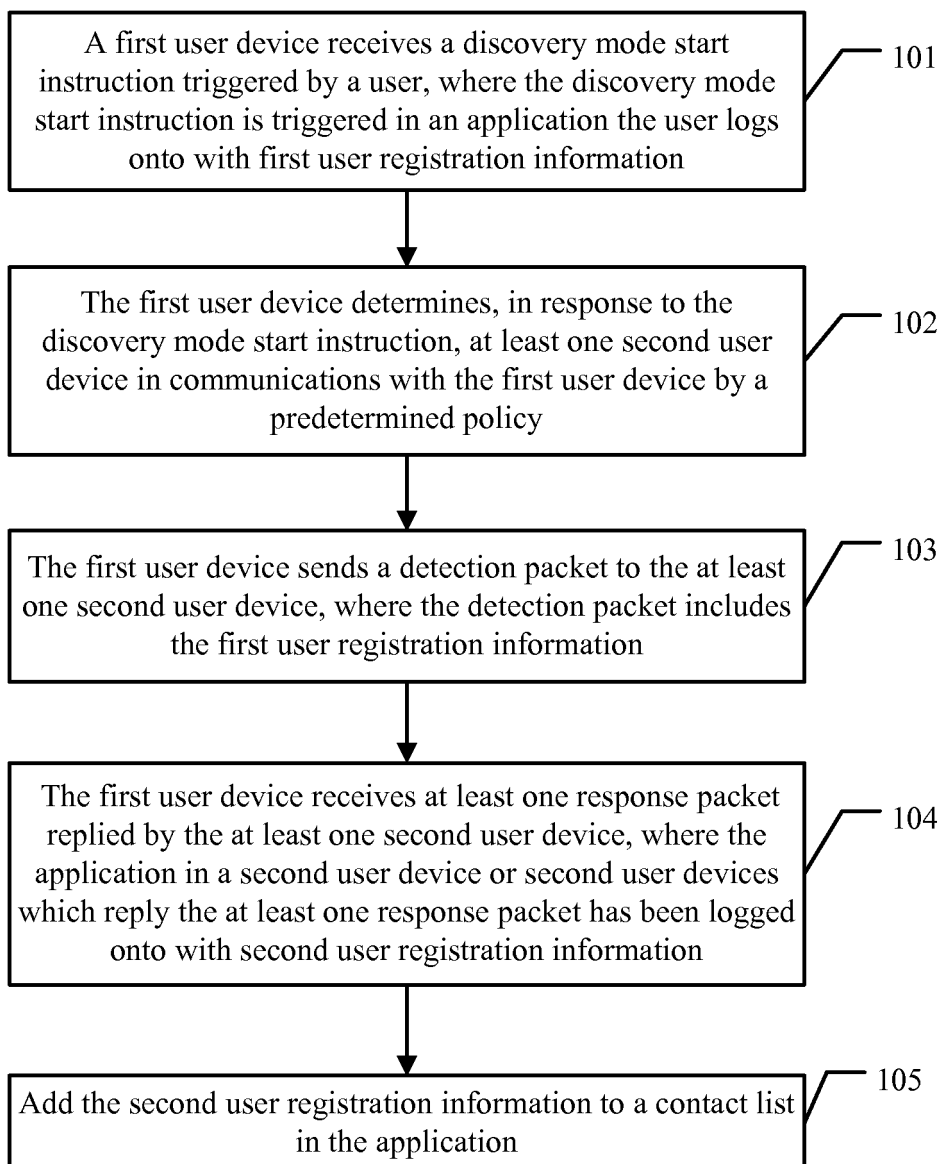 A first user device receives a discovery mode start
instruction triggered by a user, where the discovery mode
start instruction is triggered in an application the user logs
onto with first user registration information
101
The first user device determines, in response to the
discovery mode start instruction, at least one second user
device in communications with the first user device by a
predetermined policy
102
The first user device sends a detection packet to the at least
one second user device, where the detection packet includes
the first user registration information
103
The first user device receives at least one response packet
replied by the at least one second user device, where the
application in a second user device or second user devices
which reply the at least one response packet has been logged
onto with second user registration information
104
Add the second user registration information to a contact list
in the application
105